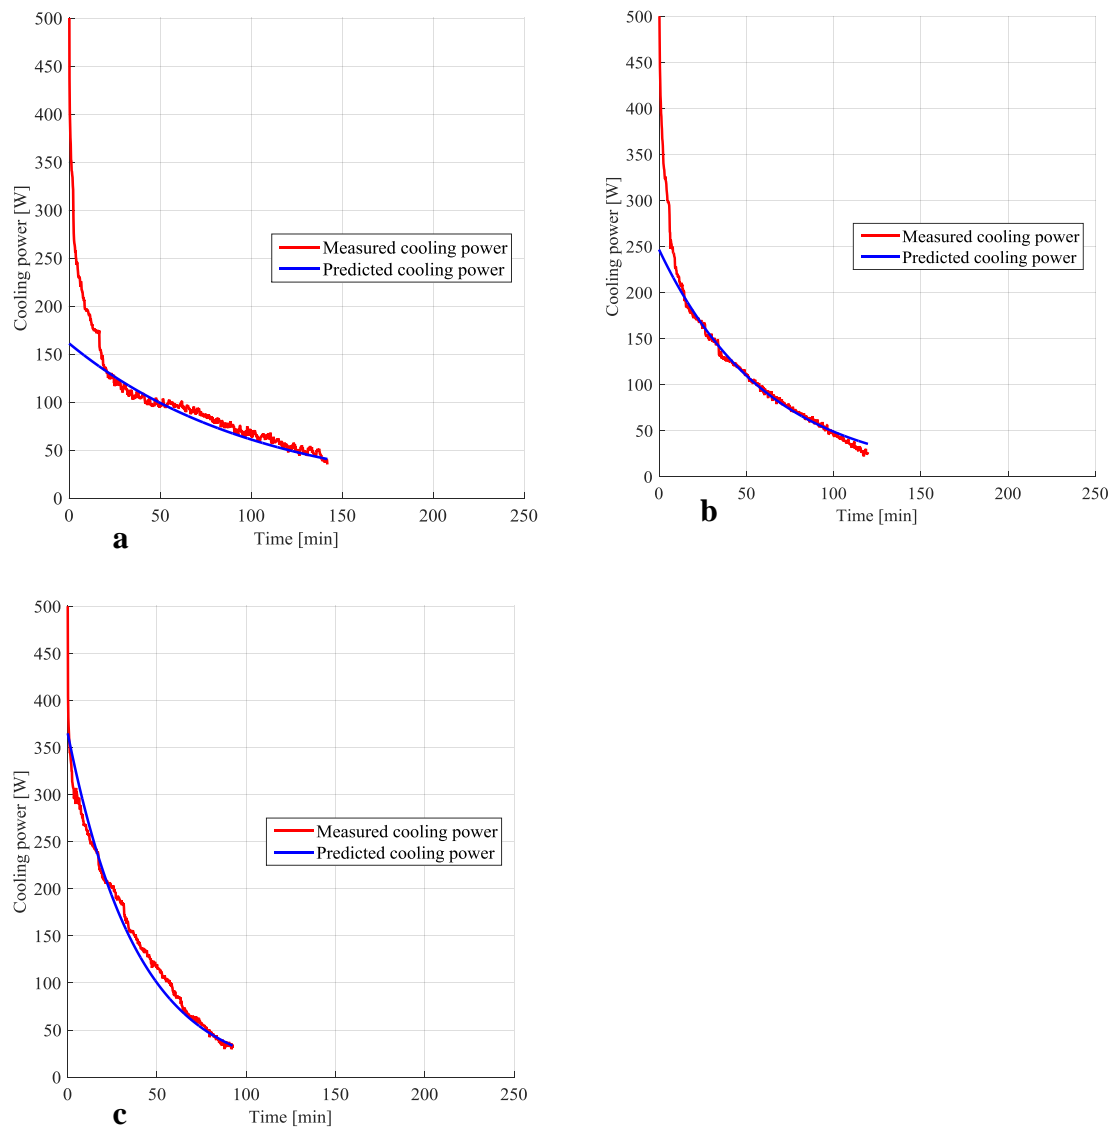 500
450
400
350
300
250
200
150
100
50
0
Cooling power [W]
Measured cooling power
Predicted cooling power
0 50 100 150 200 250
Time [min]
a
500
450
400
350
300
250
200
150
100
50
0
Cooling power [W]
Measured cooling power
Predicted cooling power
0 50 100 150 200 250
Time [min]
b
500
450
400
350
300
250
200
150
100
50
0
Cooling power [W]
Measured cooling power
Predicted cooling power
0 50 100 150 200 250
Time [min]
c